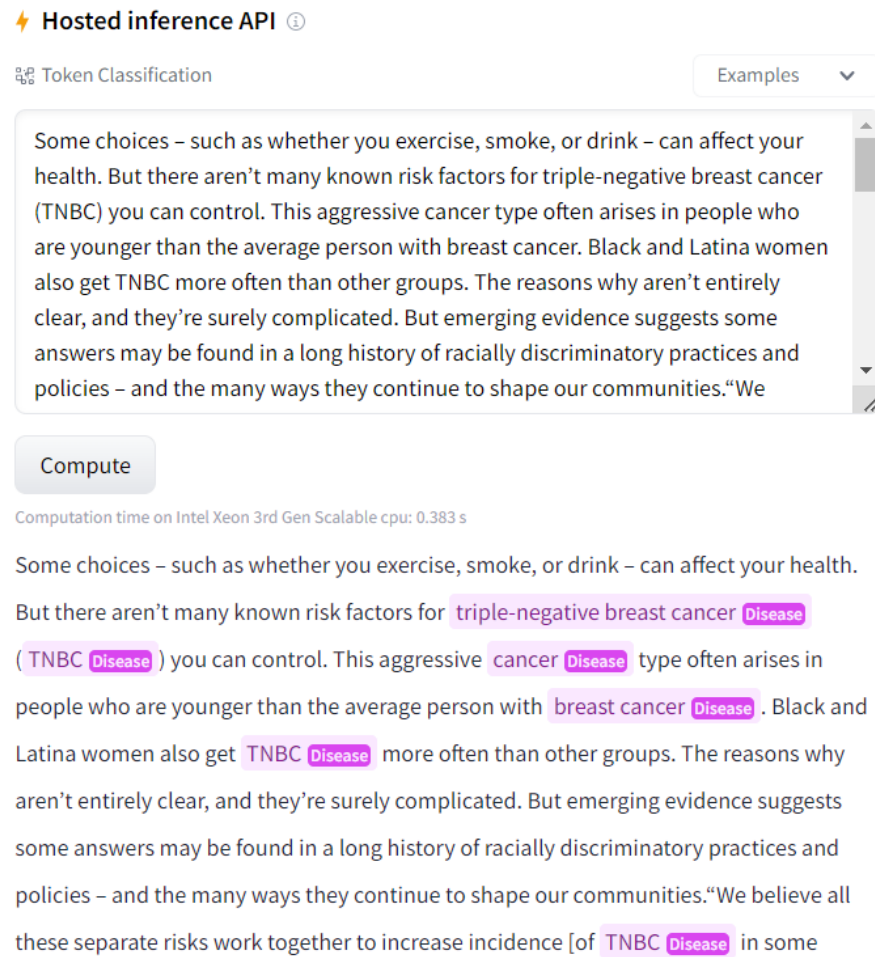 Hosted inference API
Token Classification
Examples
Some choices – such as whether you exercise, smoke, or drink – can affect your
health. But there aren’t many known risk factors for triple-negative breast cancer
(TNBC) you can control. This aggressive cancer type often arises in people who
are younger than the average person with breast cancer. Black and Latina women
also get TNBC more often than other groups. The reasons why aren’t entirely
clear, and they’re surely complicated. But emerging evidence suggests some
answers may be found in a long history of racially discriminatory practices and
policies – and the many ways they continue to shape our communities.“We
Compute
Computation time on Intel Xeon 3rd Gen Scalable cpu: 0.383 s
Some choices – such as whether you exercise, smoke, or drink – can affect your health.
But there aren’t many known risk factors for triple-negative breast cancer Disease
( TNBC Disease ) you can control. This aggressive cancer Disease type often arises in
people who are younger than the average person with breast cancer Disease . Black and
Latina women also get TNBC Disease more often than other groups. The reasons why
aren’t entirely clear, and they’re surely complicated. But emerging evidence suggests
some answers may be found in a long history of racially discriminatory practices and
policies – and the many ways they continue to shape our communities.“We believe all
these separate risks work together to increase incidence [of TNBC Disease in some